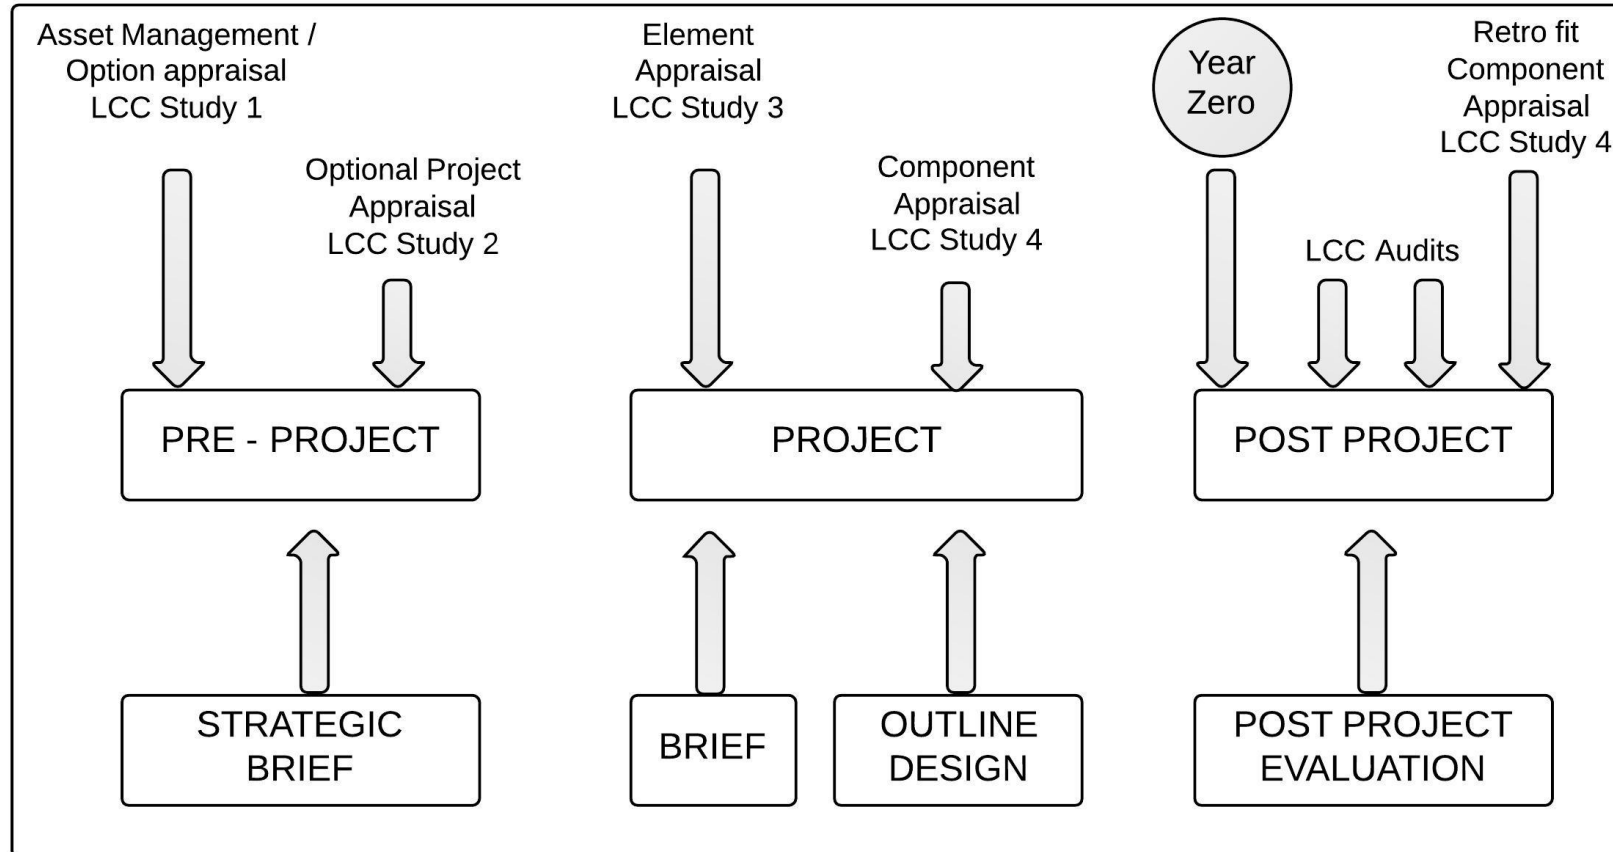 Asset Management /
Option appraisal
LCC Study 1
Optional Project
Appraisal
LCC Study 2
Element
Appraisal
LCC Study 3
Component
Appraisal
LCC Study 4
Year
Zero
LCC Audits
Retro fit
Component
Appraisal
LCC Study 4
PRE - PROJECT
PROJECT
POST PROJECT
STRATEGIC
BRIEF
BRIEF
OUTLINE
DESIGN
POST PROJECT
EVALUATION